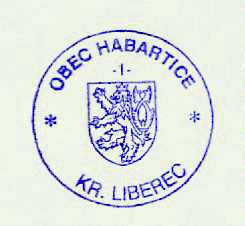 OBEC HABARTICE
-1-
* *
KR. LIBEREC